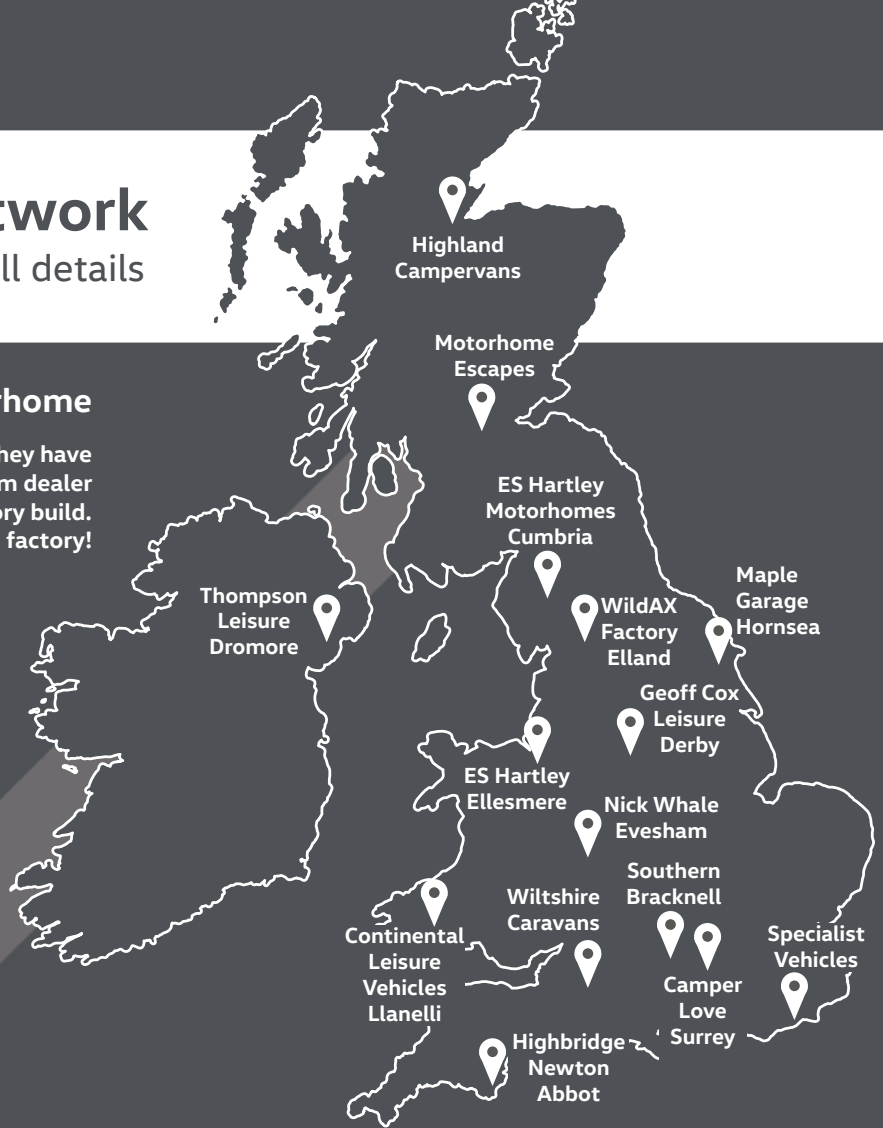 twork
ll details
rhome
hey have
m dealer
ory build.
factory!
Highland
Campervans
Motorhome
Escapes
ES Hartley
Motorhomes
Cumbria
Thompson
Leisure
Dromore
WildAX
Factory
Elland
Maple
Garage
Hornsea
Geoff Cox
Leisure
Derby
ES Hartley
Ellesmere
Nick Whale
Evesham
Southern
Bracknell
Wiltshire
Caravans
Continental
Leisure
Vehicles
Llanelli
Specialist
Vehicles
Camper
Love
Surrey
Highbridge
Newton
Abbot